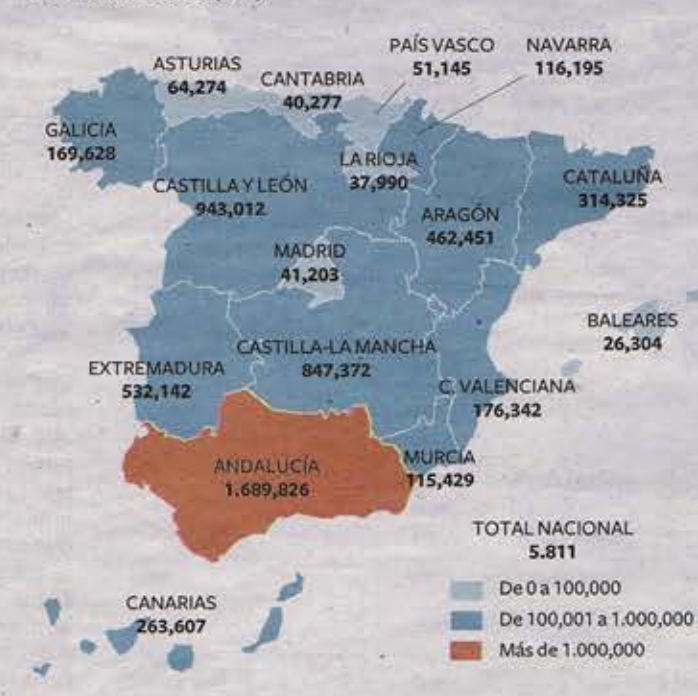 PAÍS VASCO
51,145
NAVARRA
116,195
ASTURIAS
64,274
CANTABRIA
40,277
GALICIA
169,628
LA RIOJA
37,990
CASTILLA Y LEÓN
943,012
CATALUÑA
314,325
ARAGÓN
462,451
MADRID
41,203
BALEARES
26,304
CASTILLA-LA MANCHA
847,372
EXTREMADURA
532,142
C. VALENCIANA
176,342
MURCIA
115,429
ANDALUCÍA
1.689,826
TOTAL NACIONAL
5.811
De 0 a 100,000
De 100,001 a 1.000,000
Más de 1.000,000
CANARIAS
263,607